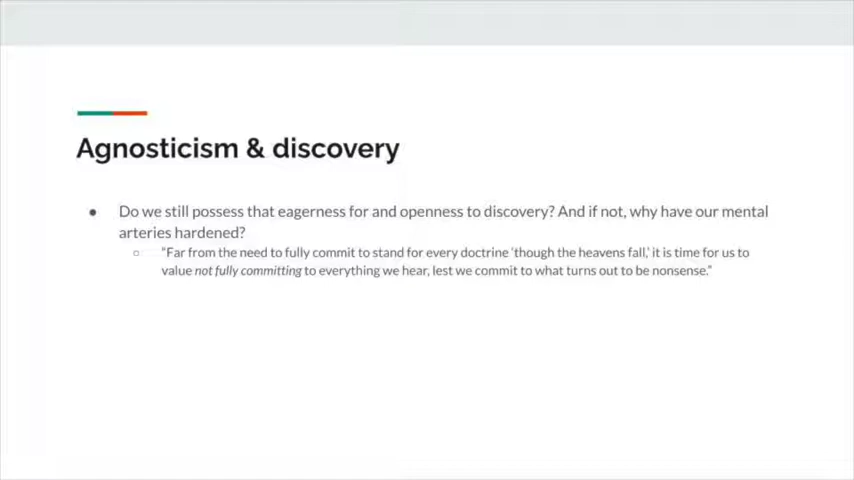 Agnosticism & discovery
● Do we still possess that eagerness for and openness to discovery? And if not, why have our mental
arteries hardened?
○ “Far from the need to fully commit to stand for every doctrine ‘though the heavens fall,’ it is time for us to
value not fully committing to everything we hear, lest we commit to what turns out to be nonsense.”